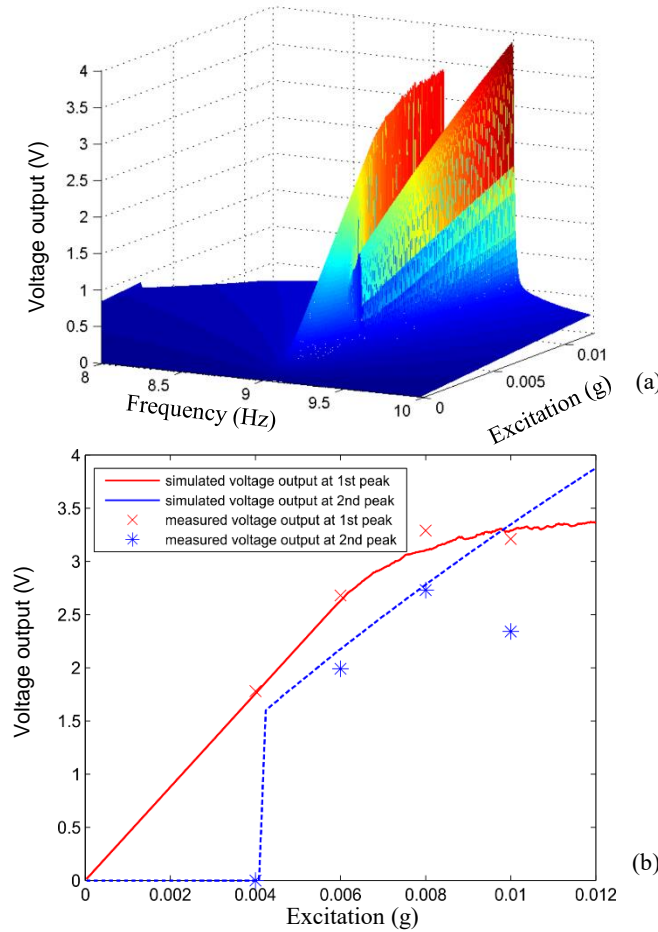 4
3.5
3
2.5
2
1.5
1
0.5
0
Voltage output (V)
8
8.5
9
9.5
10
Frequency (Hz)
0
0.005
0.01
Excitation (g)
(a)
4
3.5
3
2.5
2
1.5
1
0.5
0
Voltage output (V)
simulated voltage output at 1st peak
simulated voltage output at 2nd peak
measured voltage output at 1st peak
measured voltage output at 2nd peak
(b)
0 0.002 0.004 0.006 0.008 0.01 0.012
Excitation (g)